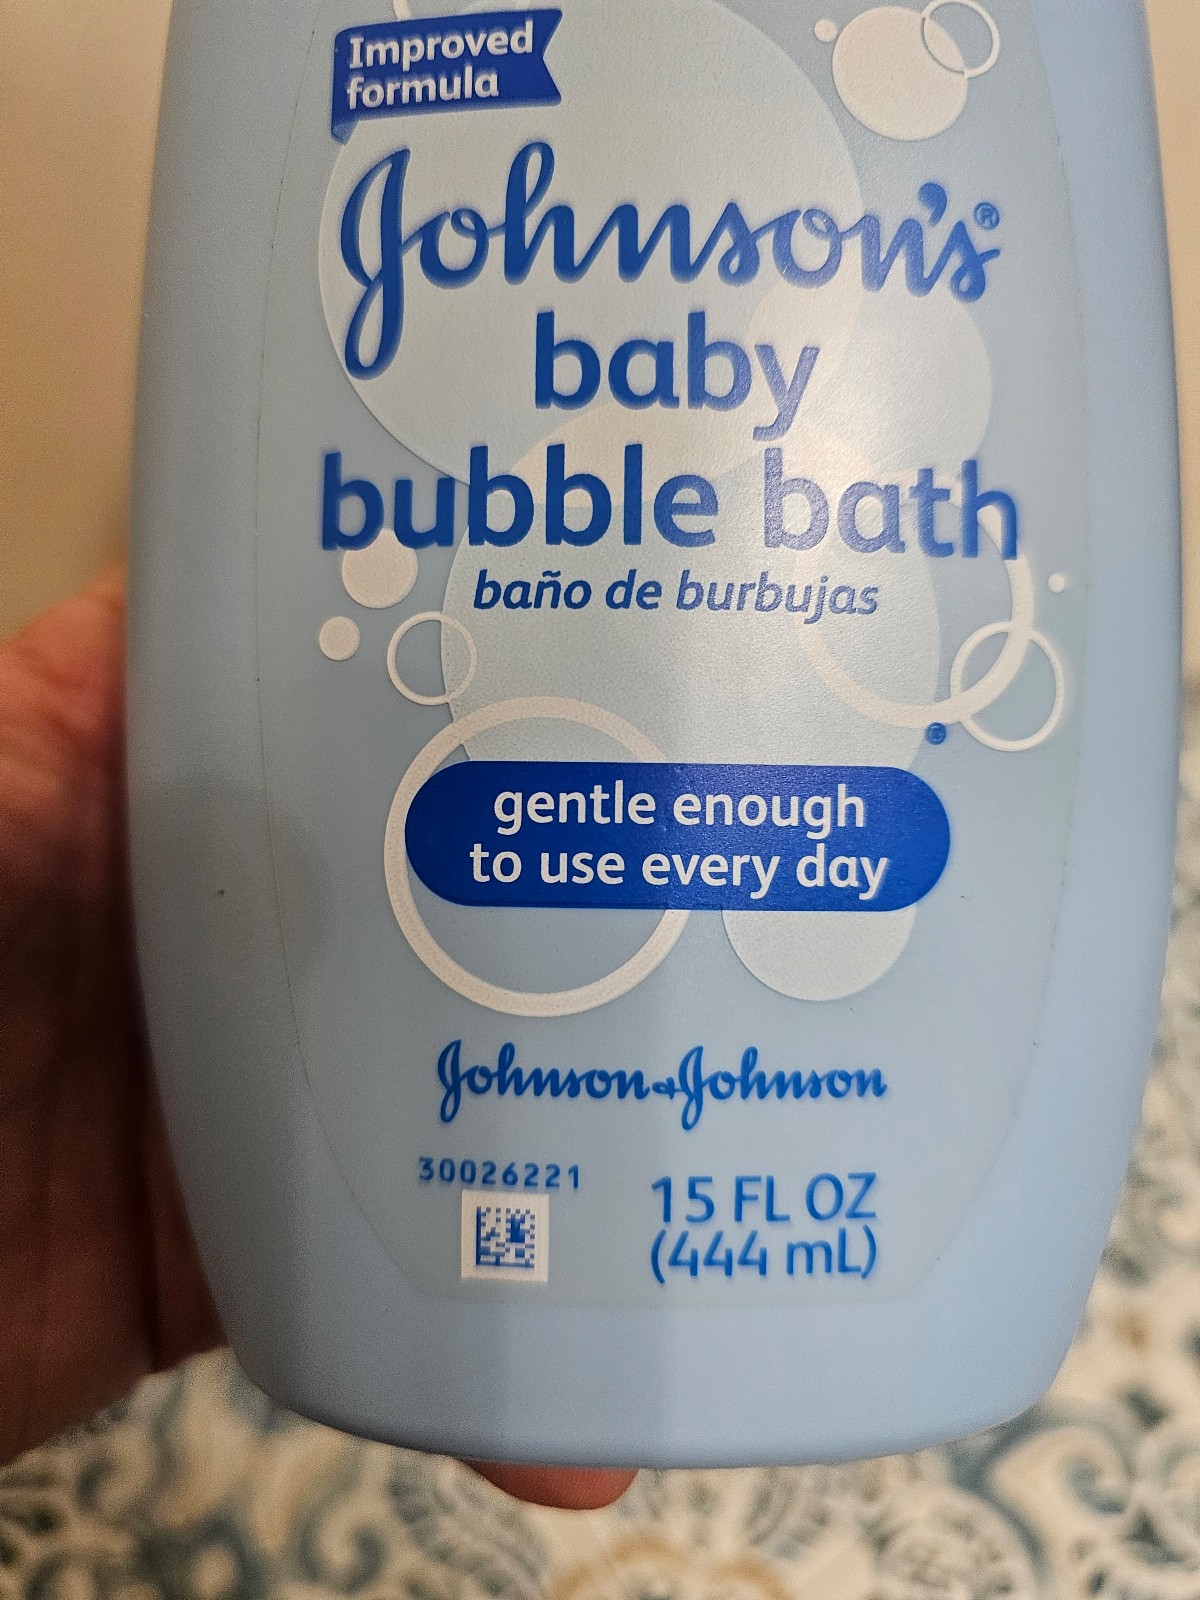 Improved
formula
Johnson's®
baby
bubble bath
baño de burbujas
gentle enough
to use every day
Johnson & Johnson
30026221
15 FL OZ
(444 mL)